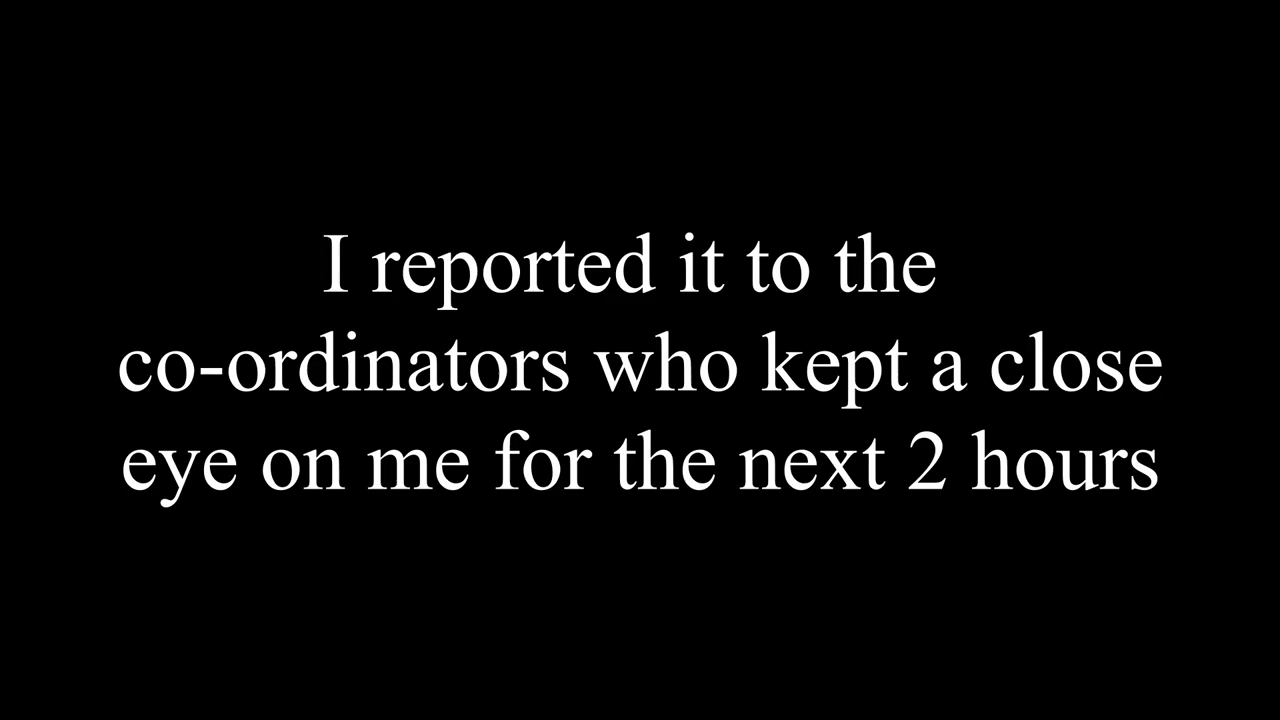 I reported it to the
co-ordinators who kept a close
eye on me for the next 2 hours